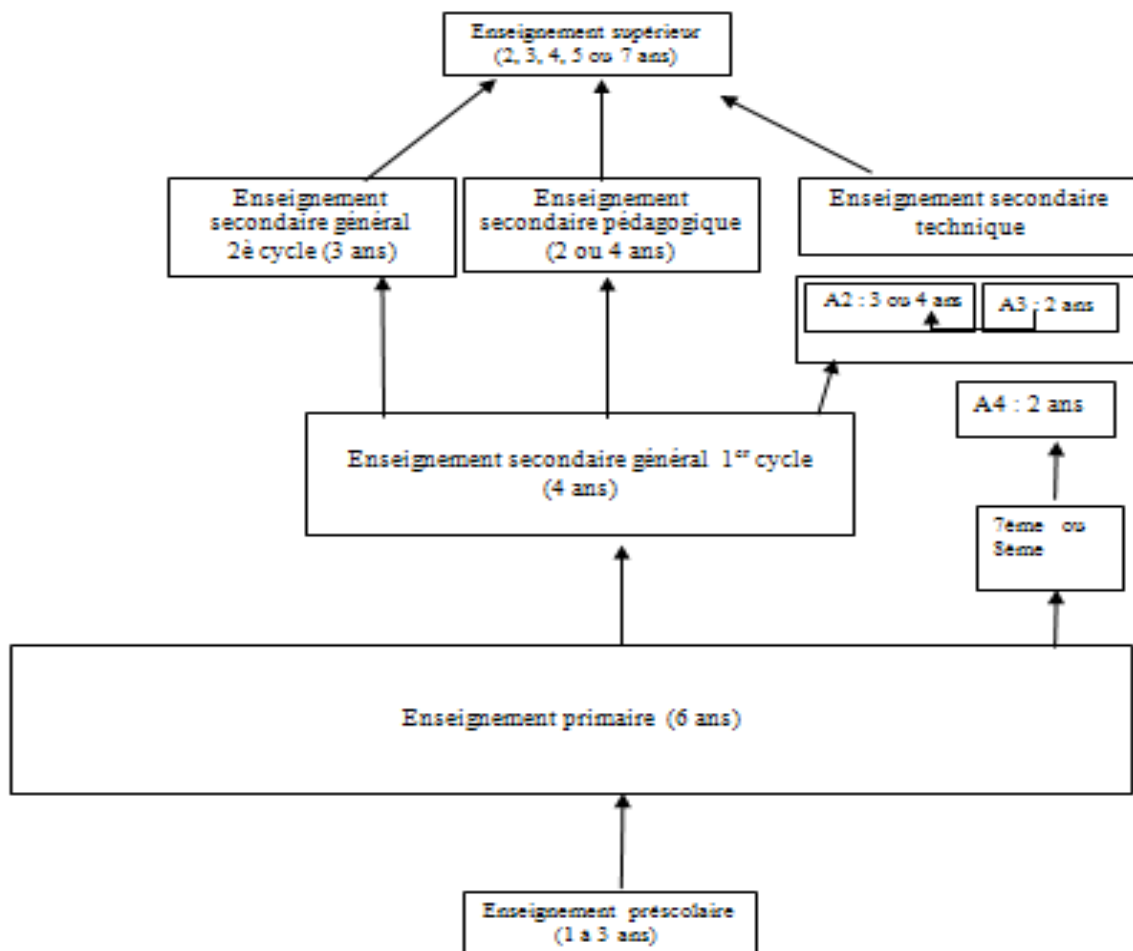 Enseignement supérieur
(2, 3, 4, 5 ou 7 ans)
Enseignement
secondaire général
2è cycle (3 ans)
Enseignement
secondaire pédagogique
(2 ou 4 ans)
Enseignement secondaire
technique
A2 : 3 ou 4 ans
A3 : 2 ans
A4 : 2 ans
Enseignement secondaire général 1er cycle
(4 ans)
7ème ou
8ème
Enseignement primaire (6 ans)
Enseignement préscolaire
(1 à 3 ans)